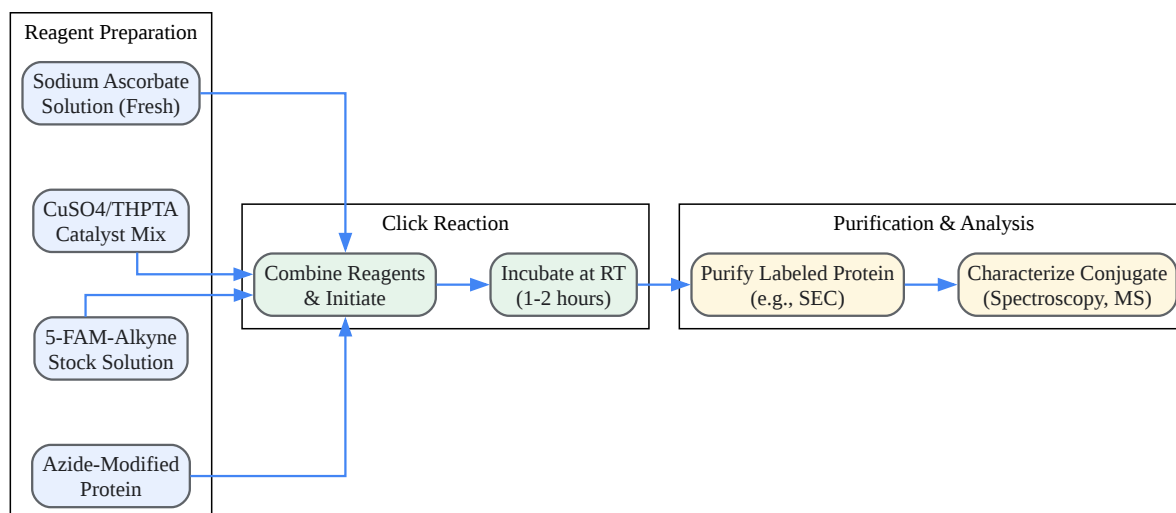 Reagent Preparation
Sodium Ascorbate
Solution (Fresh)
CuSO4/THPTA
Catalyst Mix
5-FAM-Alkyne
Stock Solution
Azide-Modified
Protein
Click Reaction
Combine Reagents
& Initiate
Incubate at RT
(1-2 hours)
Purification & Analysis
Purify Labeled Protein
(e.g., SEC)
Characterize Conjugate
(Spectroscopy, MS)